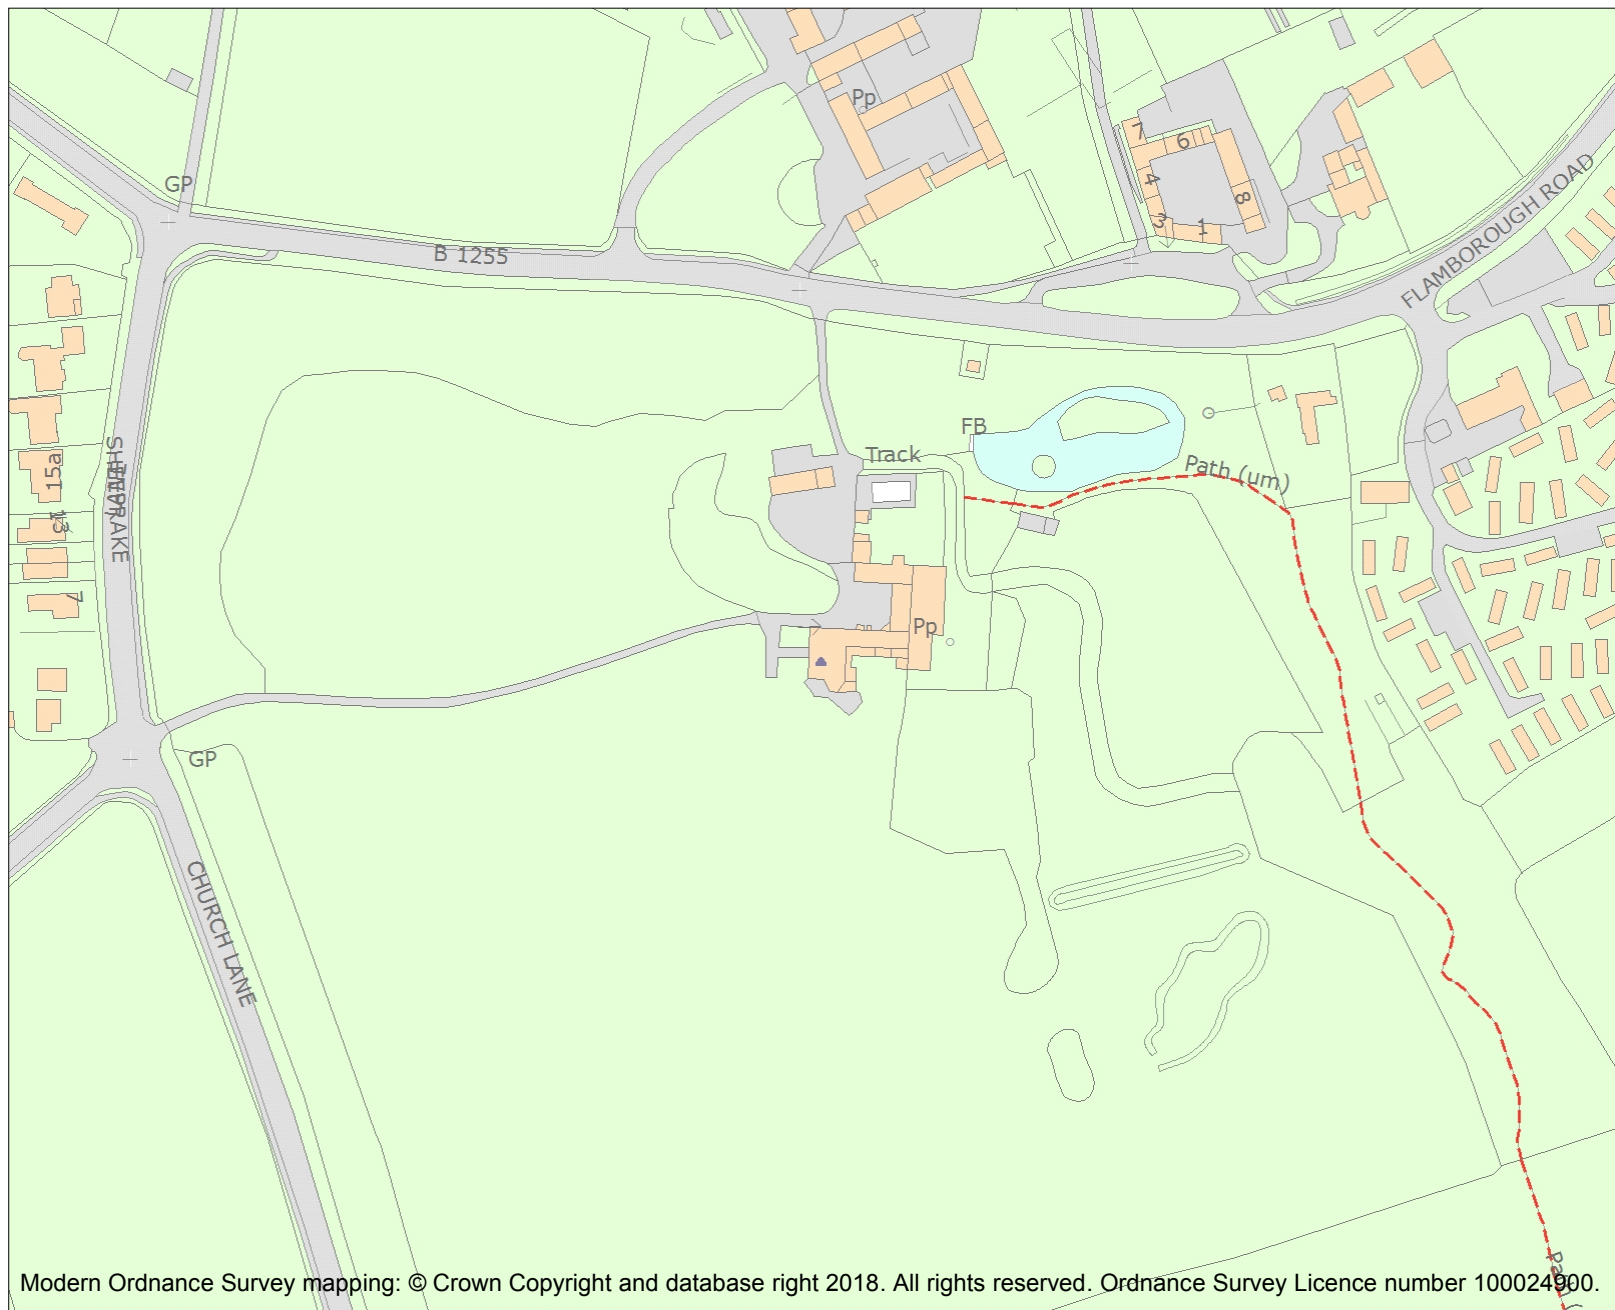 Pp
7
6
4
8
3
1
GP
B 1255
FLAMBOROUGH ROAD
FB
Track
Path (um)
15a
13
7
Pp
GP
CHURCH LANE
Modern Ordnance Survey mapping: © Crown Copyright and database right 2018. All rights reserved. Ordnance Survey Licence number 100024900.